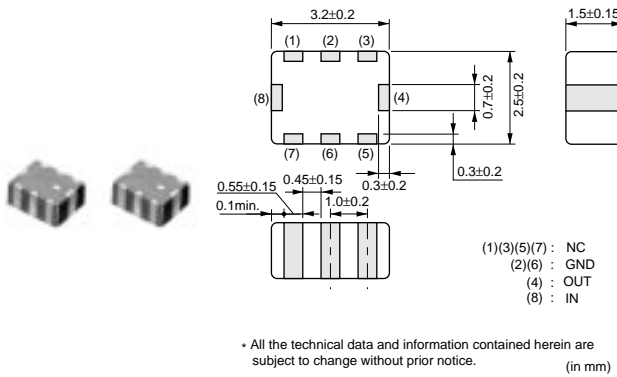 3.2±0.2
1.5±0.15
(1) (2) (3)
(8) (4)
0.7±0.2
2.5±0.2
(7) (6) (5)
0.3±0.2
0.3±0.2
0.55±0.15
0.45±0.15
0.1min.
1.0±0.2
(1)(3)(5)(7) : NC
(2)(6) : GND
(4) : OUT
(8) : IN
* All the technical data and information contained herein are
subject to change without prior notice.
(in mm)